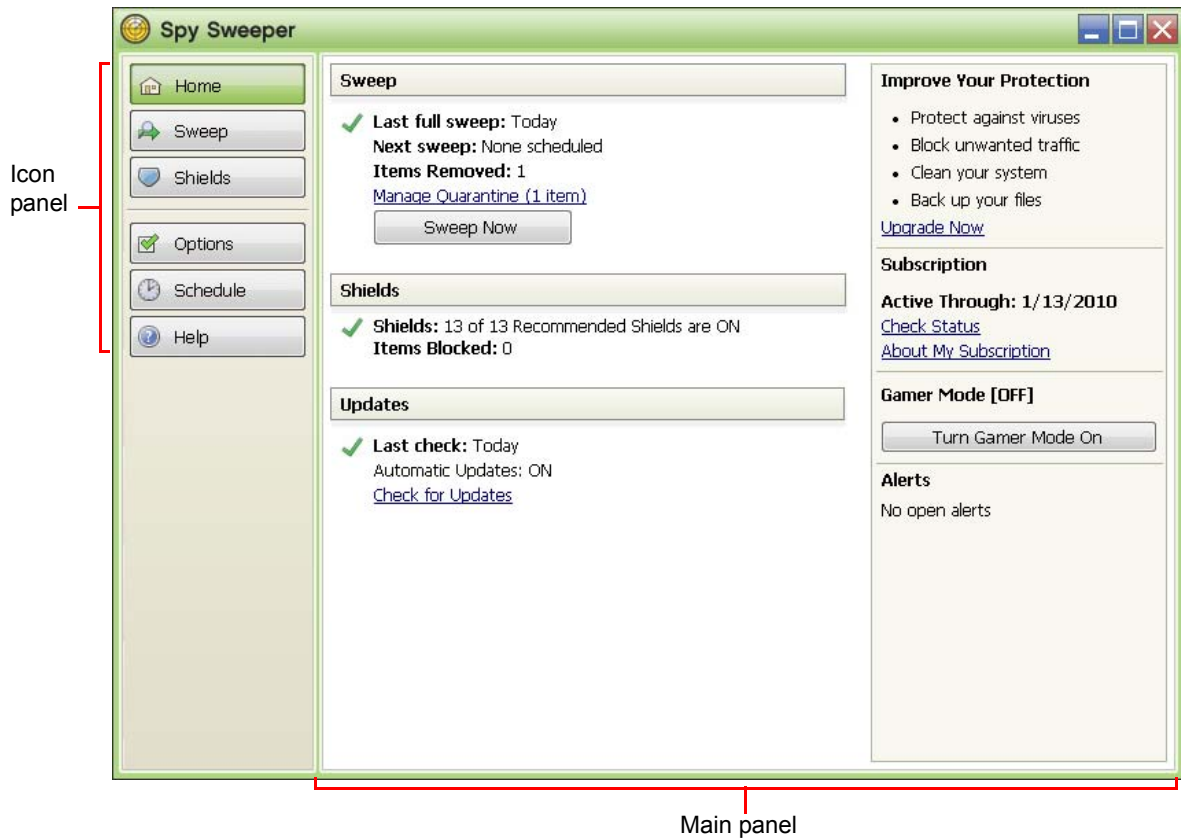 Spy Sweeper
Icon
panel
Home
Sweep
Shields
Options
Schedule
Help
Sweep
Last full sweep: Today
Next sweep: None scheduled
Items Removed: 1
Manage Quarantine (1 item)
Sweep Now
Shields
Shields: 13 of 13 Recommended Shields are ON
Items Blocked: 0
Updates
Last check: Today
Automatic Updates: ON
Check for Updates
Improve Your Protection
• Protect against viruses
• Block unwanted traffic
• Clean your system
• Back up your files
Upgrade Now
Subscription
Active Through: 1/13/2010
Check Status
About My Subscription
Gamer Mode [OFF]
Turn Gamer Mode On
Alerts
No open alerts
Main panel